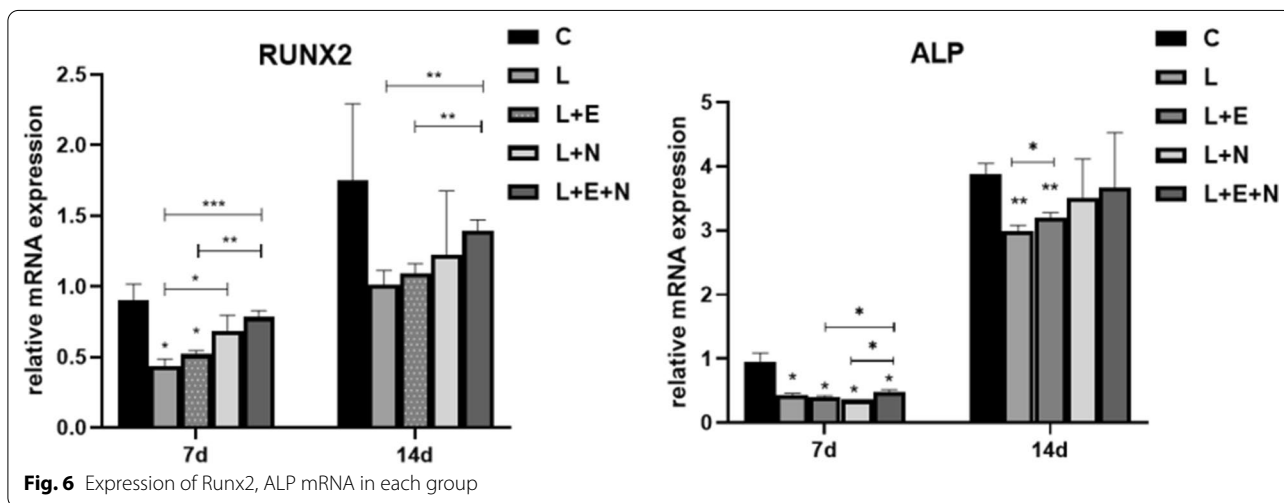 RUNX2
C
L
L+E
L+N
L+E+N
relative mRNA expression
2.5
2.0
1.5
1.0
0.5
0.0
**
**
***
**
*
*
*
7d
14d
ALP
C
L
L+E
L+N
L+E+N
relative mRNA expression
5
4
3
2
1
0
*
**
**
*
*
*
*
*
*
7d
14d
Fig. 6 Expression of Runx2, ALP mRNA in each group